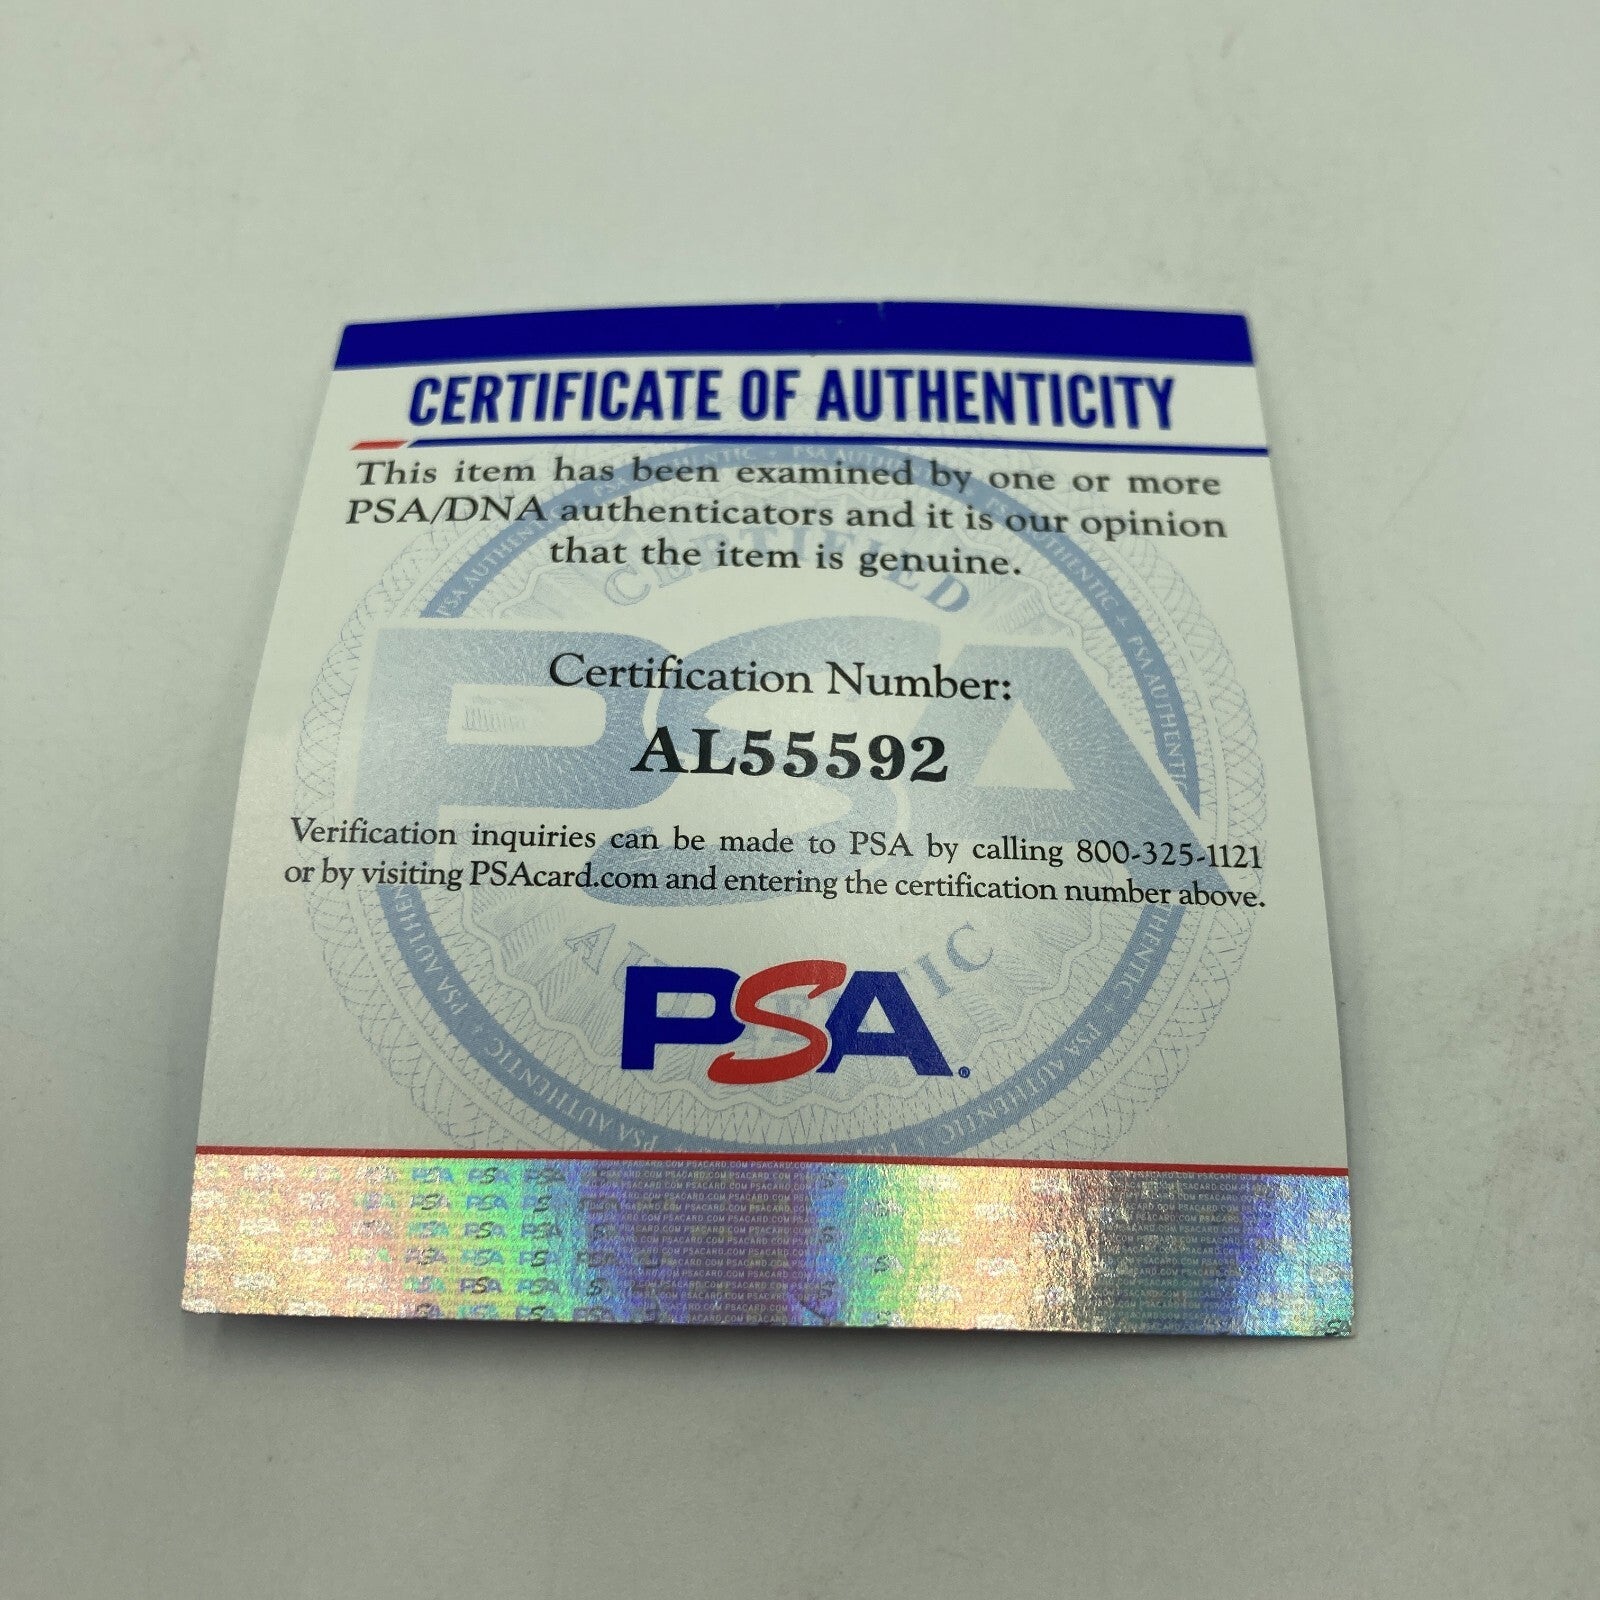 CERTIFICATE OF AUTHENTICITY
This item has been examined by one or more
PSA/DNA authenticators and it is our opinion
that the item is genuine.
CERTIFIED
PSA
Certification Number:
AL55592
Verification inquiries can be made to PSA by calling 800-325-1121
or by visiting PSAcard.com and entering the certification number above.
PSA®